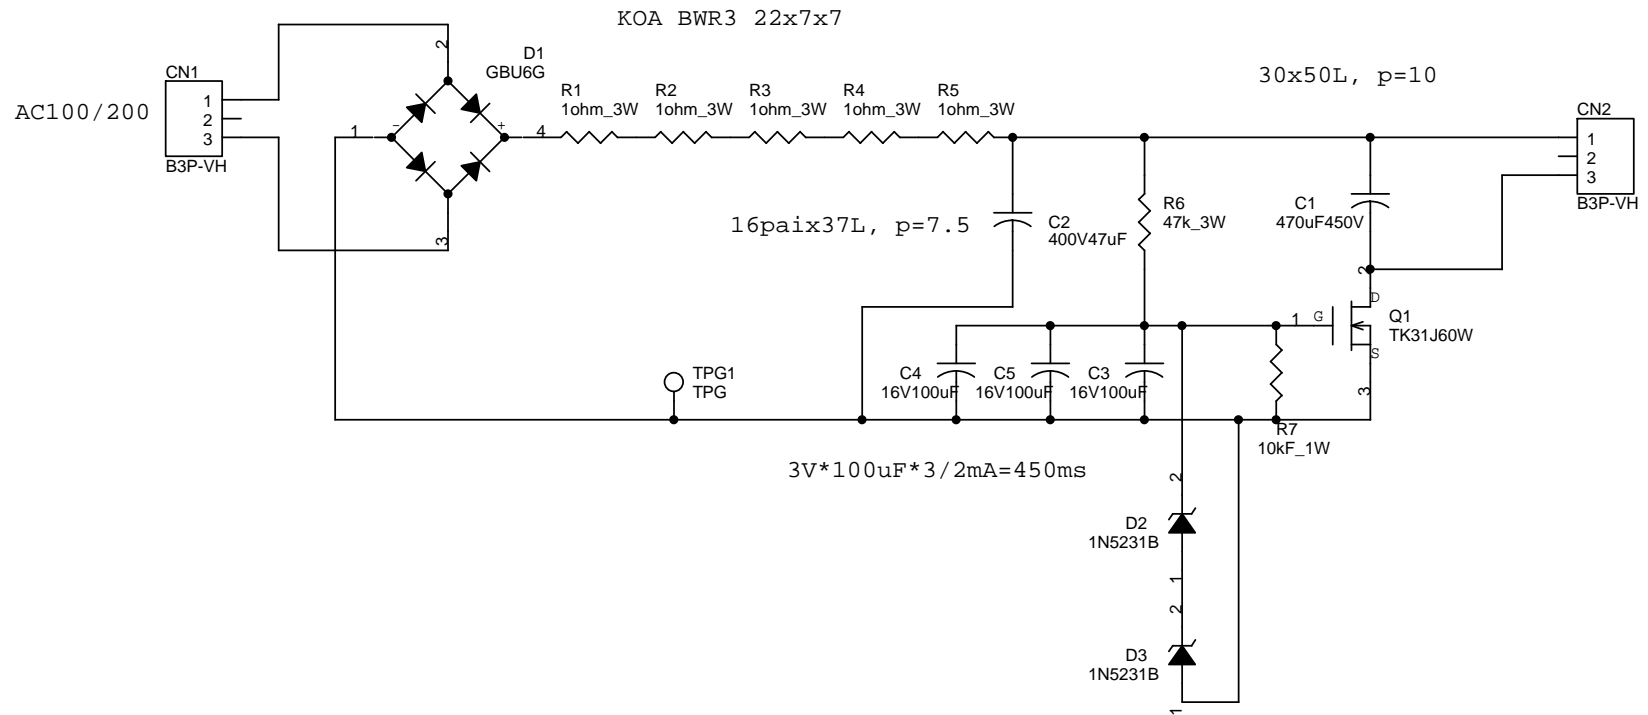 KOA BWR3 22x7x7
2
D1
GBU6G
CN1
1
2
3
B3P-VH
AC100/200
1
-
+
4
3
R1
1ohm_3W
R2
1ohm_3W
R3
1ohm_3W
R4
1ohm_3W
R5
1ohm_3W
30x50L, p=10
CN2
1
2
3
B3P-VH
16paix37L, p=7.5
C2
400V47uF
R6
47k_3W
C1
470uF450V
2
D
1
G
Q1
TK31J60W
S
3
TPG1
TPG
C4
16V100uF
C5
16V100uF
C3
16V100uF
R7
10kF_1W
3V*100uF*3/2mA=450ms
2
D2
1N5231B
1
2
D3
1N5231B
1